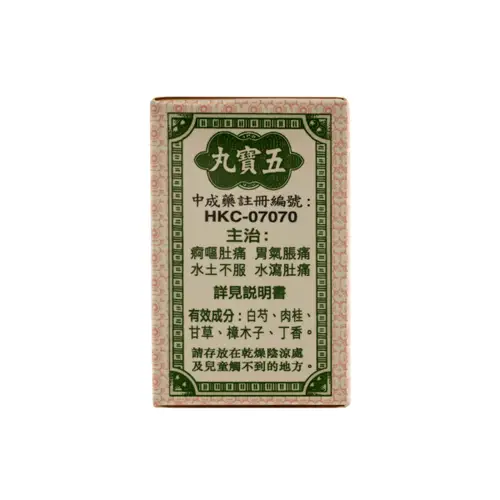 丸寶五
中成藥註冊編號：
HKC-07070
主治：
痾嘔肚痛 胃氣脹痛
水土不服 水瀉肚痛
詳見説明書
有效成分：白芍、肉桂、
甘草、樟木子、丁香。
請存放在乾燥陰涼處
及兒童觸不到的地方。